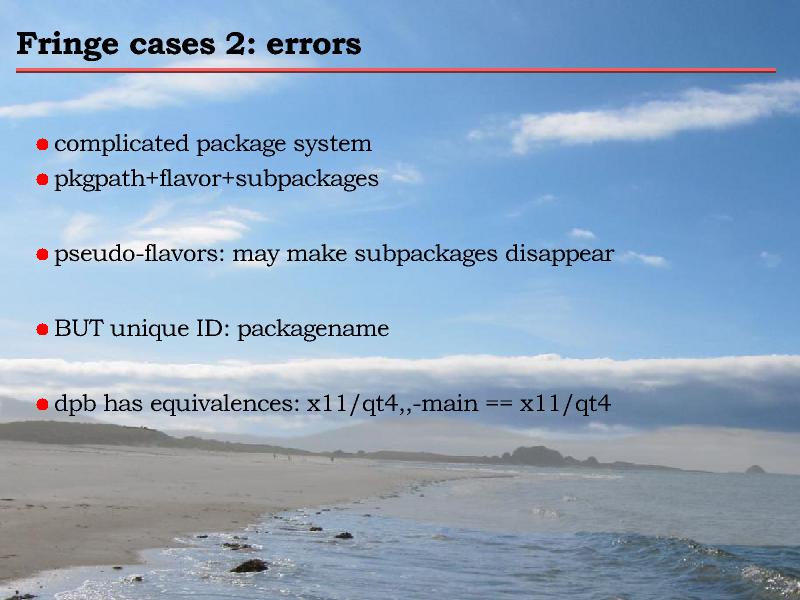 Fringe cases 2: errors
complicated package system
pkgpath+flavor+subpackages
pseudo-flavors: may make subpackages disappear
BUT unique ID: packagename
dpb has equivalences: x11/qt4,,-main == x11/qt4